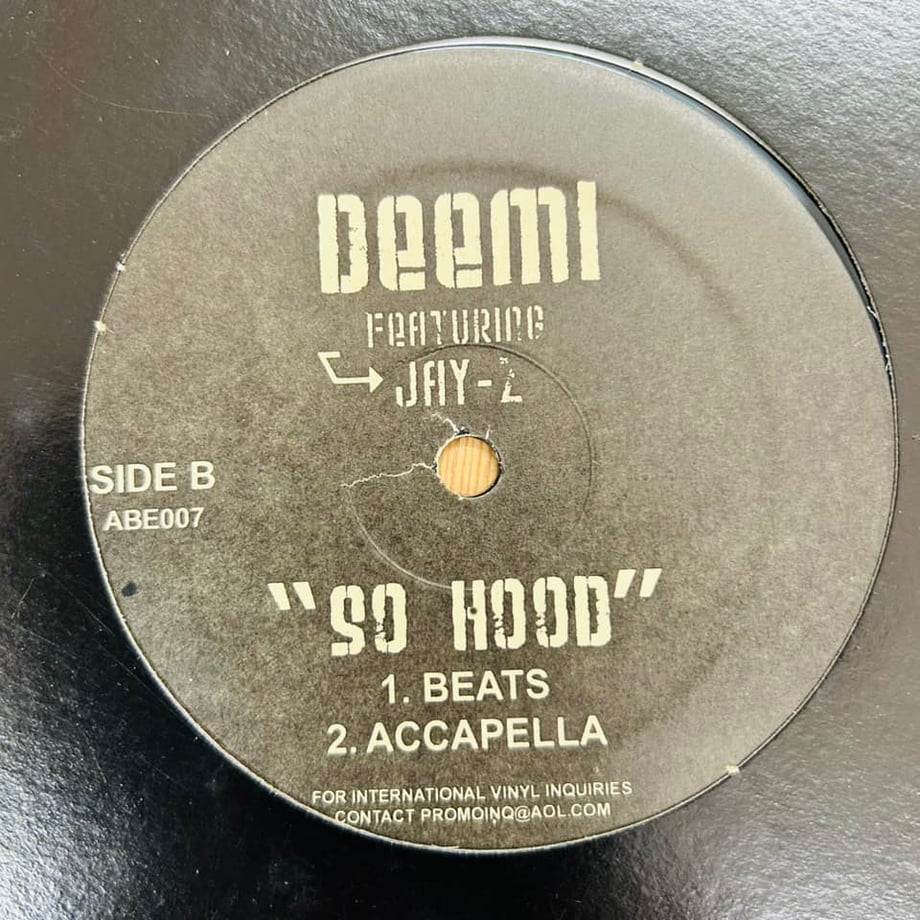 DeemI
FeATURING
JAY-Z
SIDE B
ABE007
"SO HOOD"
1. BEATS
2. ACCAPELLA
FOR INTERNATIONAL VINYL INQUIRIES
CONTACT PROMOINQ@AOL.COM